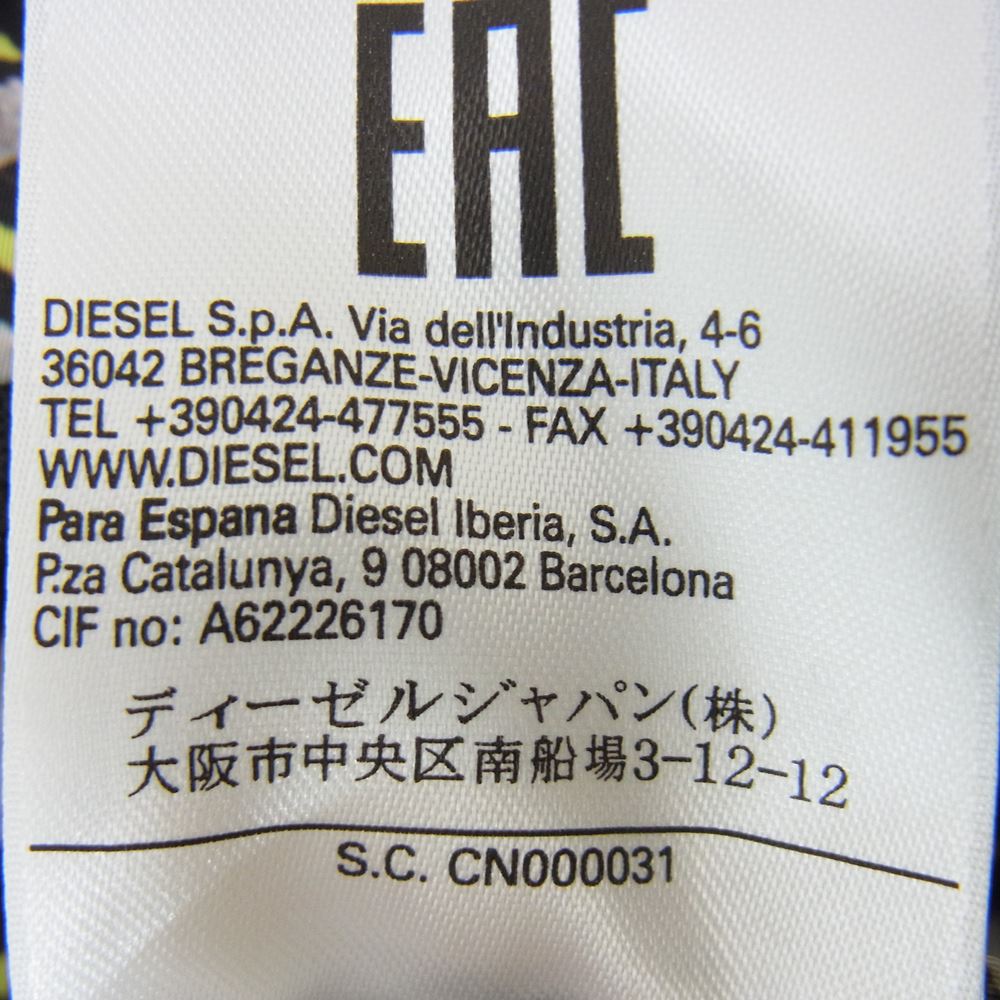 EAC
DIESEL S.p.A. Via dell'Industria, 4-6
36042 BREGANZE-VICENZA-ITALY
TEL +390424-477555 - FAX +390424-411955
WWW.DIESEL.COM
Para Espana Diesel Iberia, S.A.
P.za Catalunya, 9 08002 Barcelona
CIF no: A62226170
ディーゼルジャパン(株)
大阪市中央区南船場3-12-12
S.C. CN000031